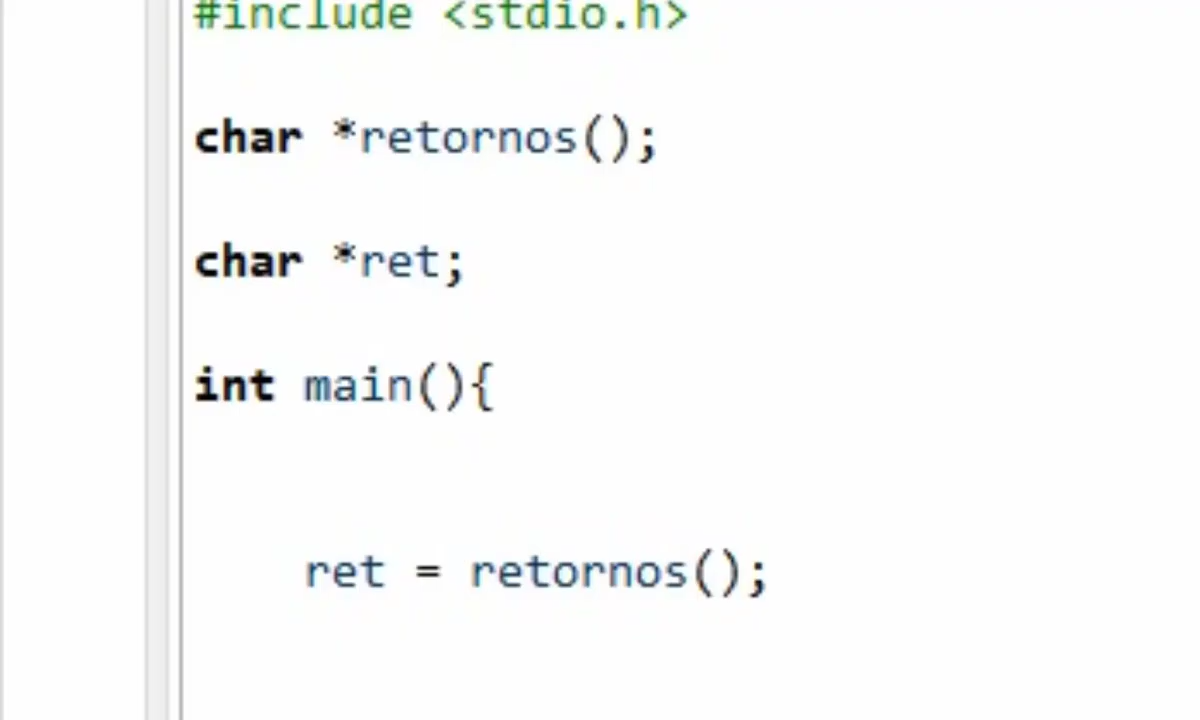 #include <stdio.h>
char *retornos();
char *ret;
int main(){
ret = retornos();